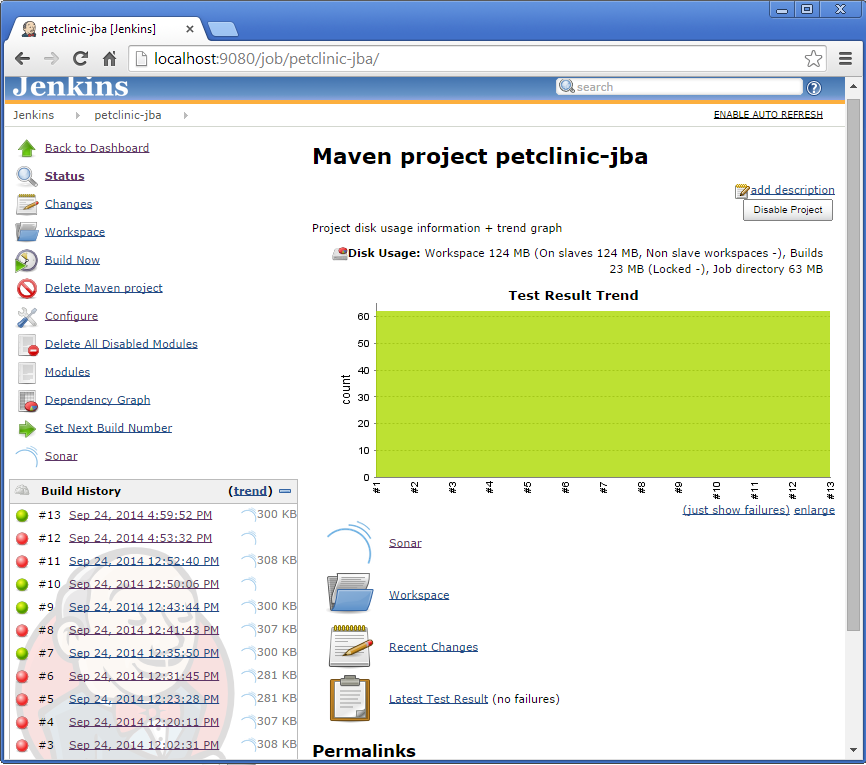 petclinic-jba [Jenkins]
localhost:9080/job/petclinic-jba/
Jenkins
search
Jenkins petclinic-jba
ENABLE AUTO REFRESH
Back to Dashboard
Status
Changes
Workspace
Build Now
Delete Maven project
Configure
Delete All Disabled Modules
Modules
Dependency Graph
Set Next Build Number
Sonar
Build History (trend)
#13 Sep 24, 2014 4:59:52 PM 300 KB
#12 Sep 24, 2014 4:53:32 PM
#11 Sep 24, 2014 12:52:40 PM 308 KB
#10 Sep 24, 2014 12:50:06 PM
#9 Sep 24, 2014 12:43:44 PM 300 KB
#8 Sep 24, 2014 12:41:43 PM 307 KB
#7 Sep 24, 2014 12:35:50 PM 300 KB
#6 Sep 24, 2014 12:31:45 PM 281 KB
#5 Sep 24, 2014 12:23:28 PM 281 KB
#4 Sep 24, 2014 12:20:11 PM 307 KB
#3 Sep 24, 2014 12:02:31 PM 308 KB
Maven project petclinic-jba
add description
Disable Project
Project disk usage information + trend graph
Disk Usage: Workspace 124 MB (On slaves 124 MB, Non slave workspaces -), Builds
23 MB (Locked -), Job directory 63 MB
Test Result Trend
count
60
50
40
30
20
10
0
#1 #2 #3 #4 #5 #6 #7 #8 #9 #10 #11 #12 #13
(just show failures) enlarge
Sonar
Workspace
Recent Changes
Latest Test Result (no failures)
Permalinks